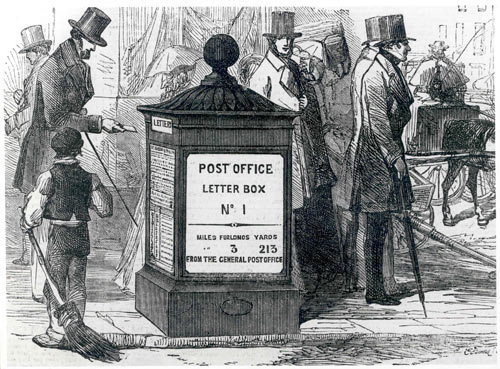 LETTERS
POST OFFICE
LETTER BOX
Nº 1
MILES FURLONGS YARDS
3 213
FROM THE GENERAL POST OFFICE